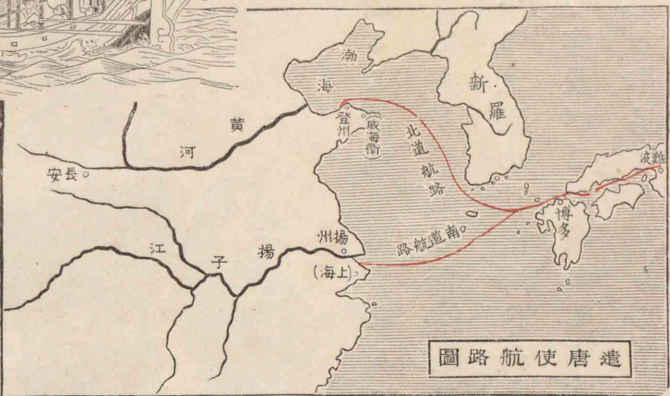 渤海
新羅
黄河
登州
(威海衛)
北道航路
難波
長安
博多
揚子江
揚州
(上海)
南道航路
遣唐使航路圖